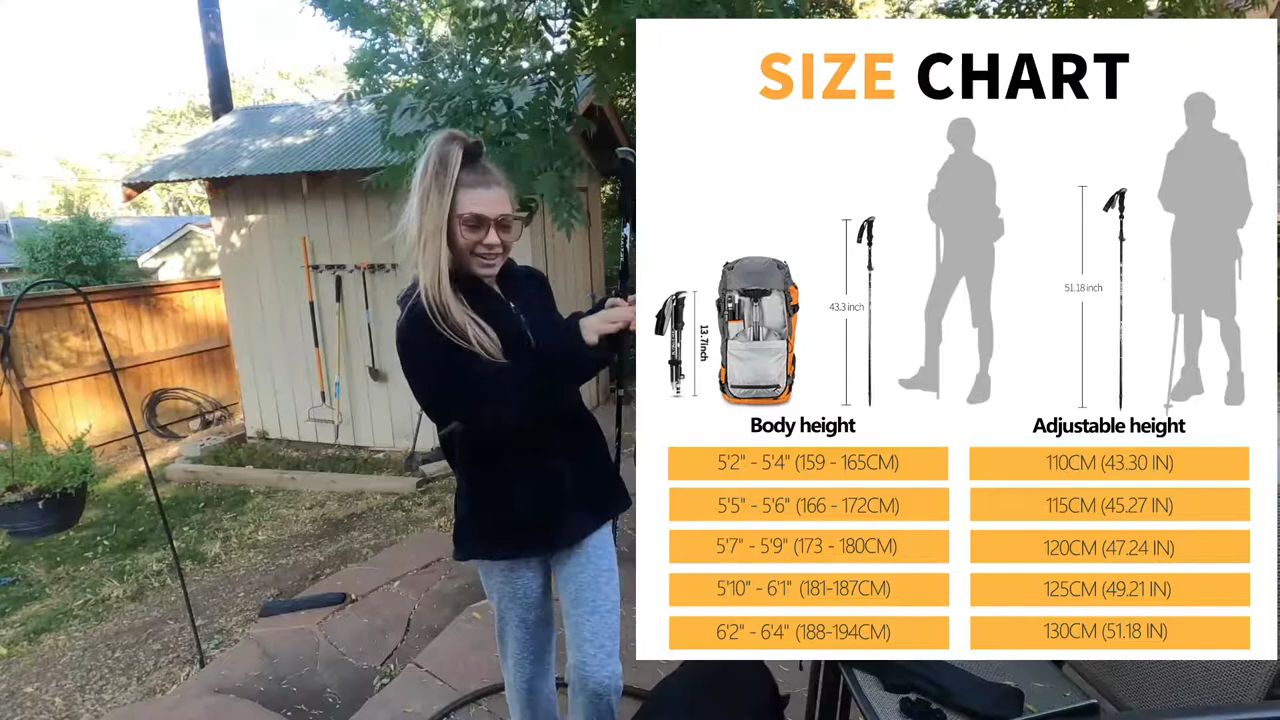 SIZE CHART
13.7inch
43.3 inch
51.18 inch
Body height
Adjustable height
5'2" - 5'4" (159 - 165CM)
110CM (43.30 IN)
5'5" - 5'6" (166 - 172CM)
115CM (45.27 IN)
5'7" - 5'9" (173 - 180CM)
120CM (47.24 IN)
5'10" - 6'1" (181-187CM)
125CM (49.21 IN)
6'2" - 6'4" (188-194CM)
130CM (51.18 IN)